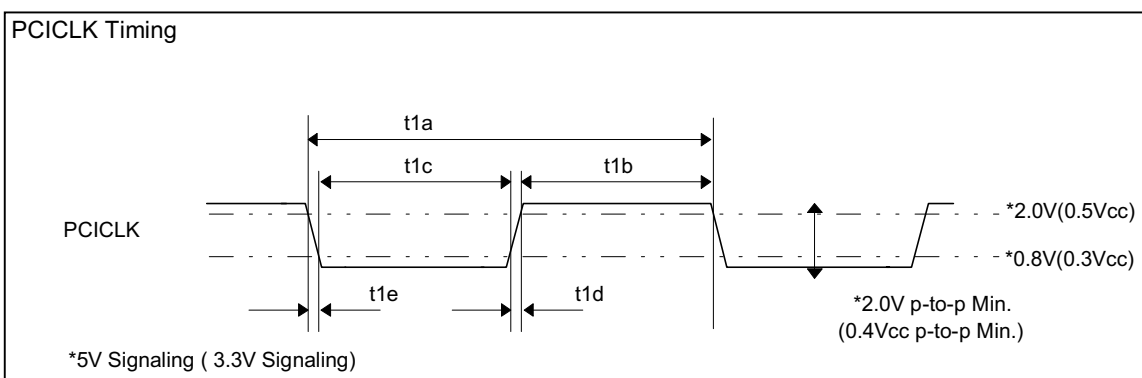 PCICLK Timing
t1a
t1c
t1b
PCICLK
*2.0V(0.5Vcc)
*0.8V(0.3Vcc)
t1e
t1d
*2.0V p-to-p Min.
(0.4Vcc p-to-p Min.)
*5V Signaling ( 3.3V Signaling)